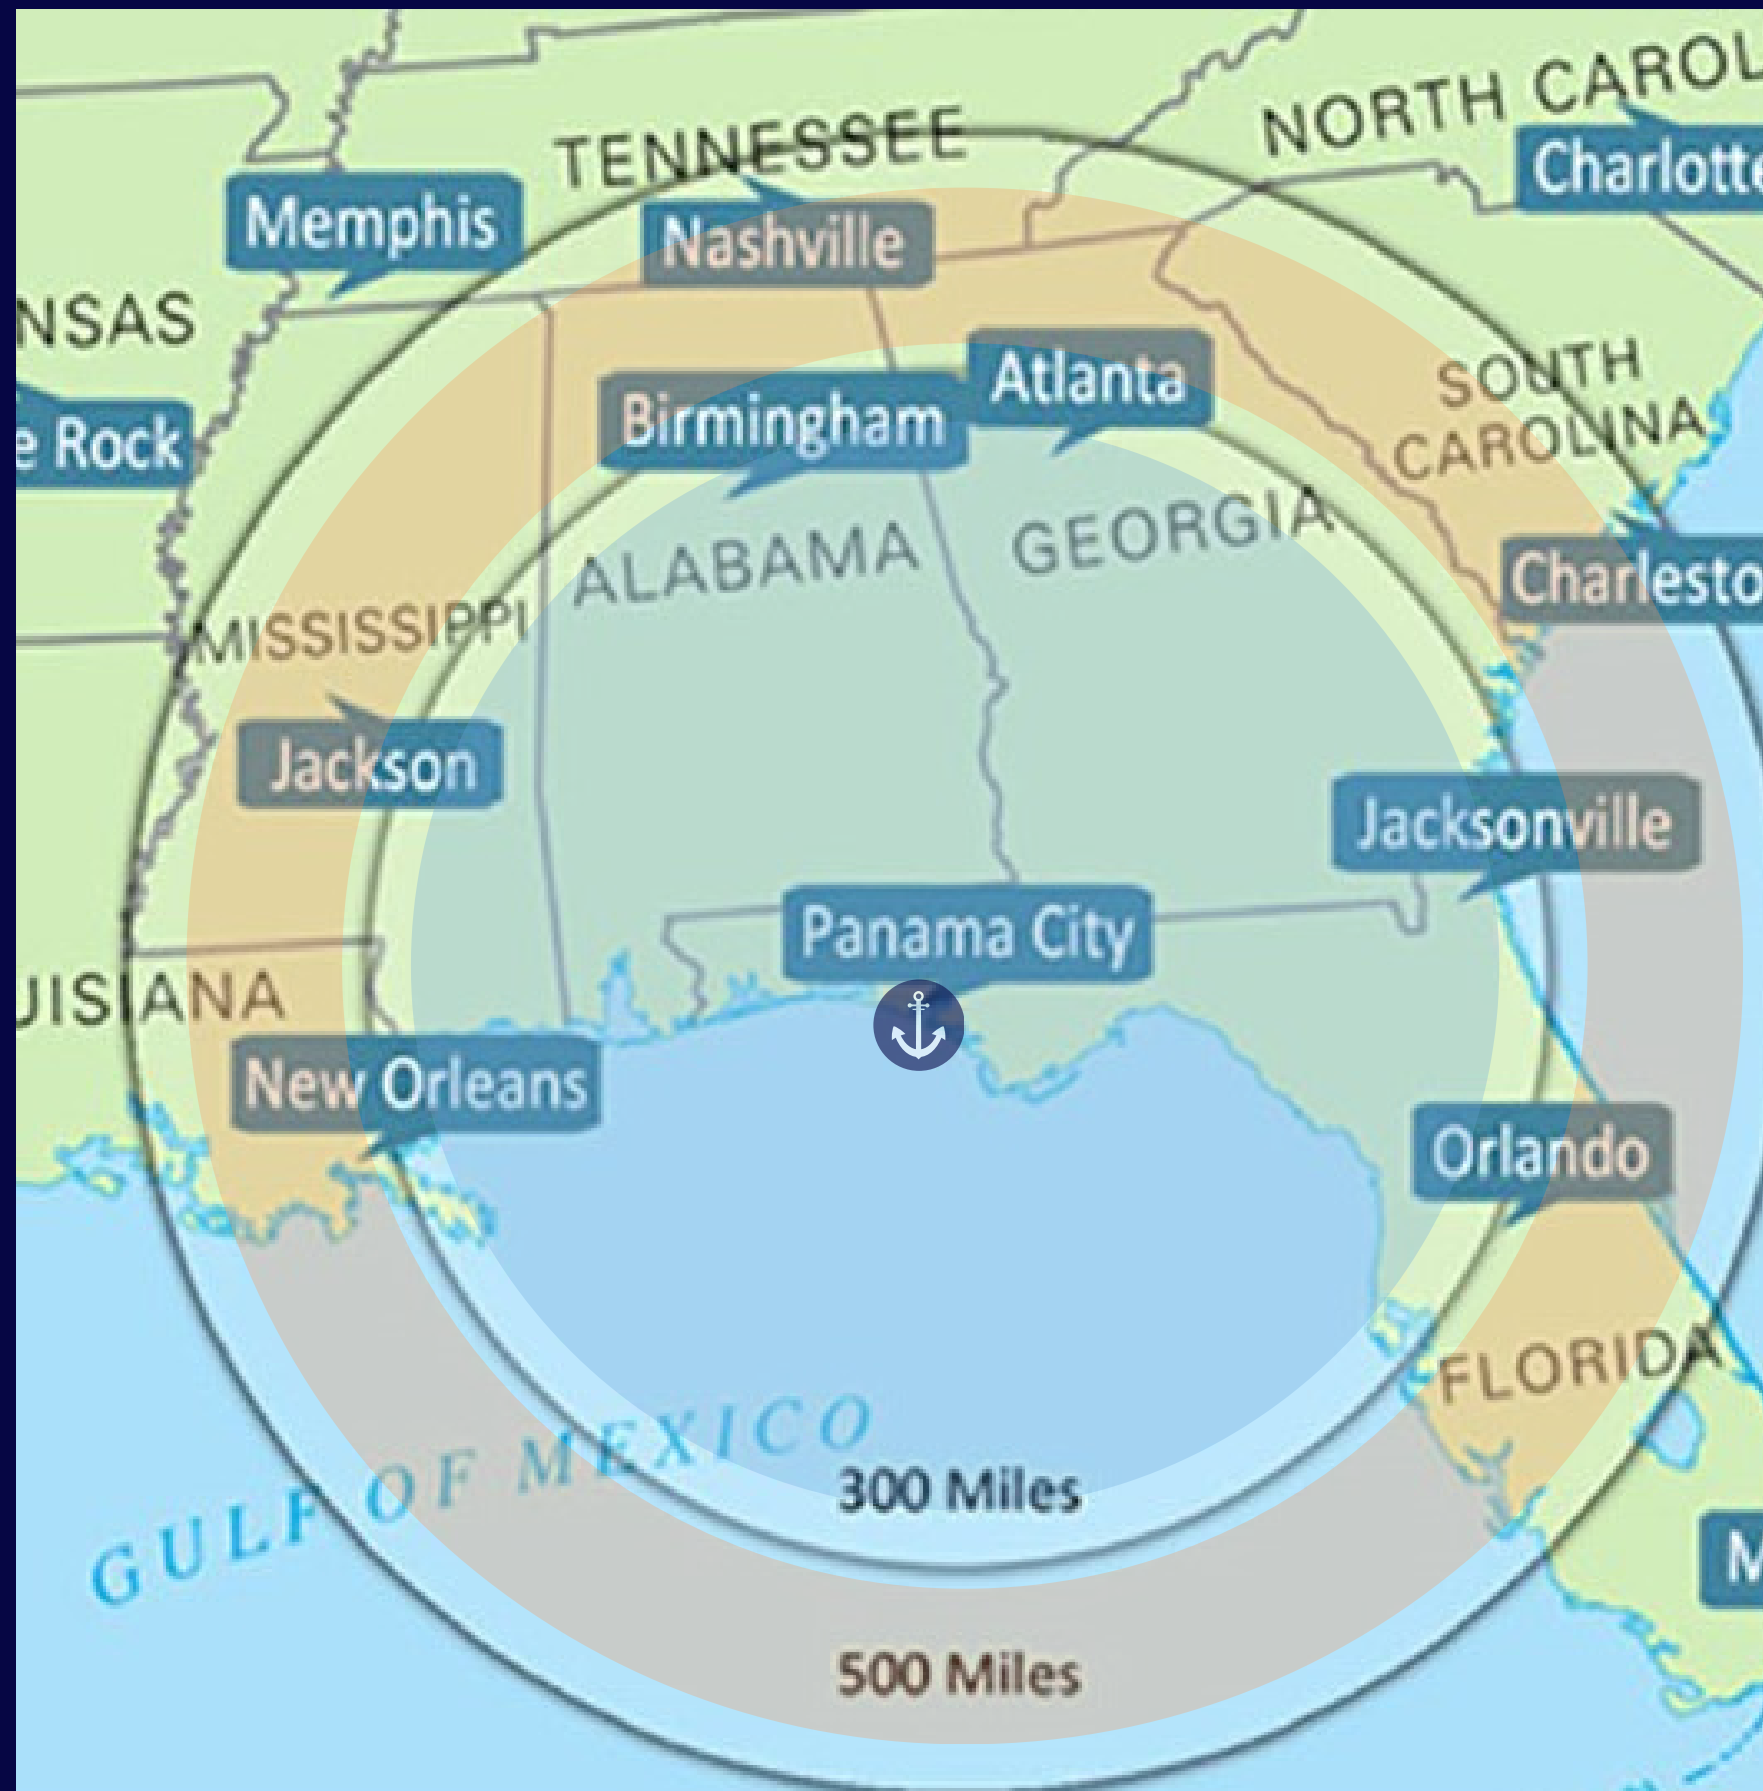 NORTH CAROL
TENNESSEE
Charlotte
Memphis
Nashville
NSAS
SOUTH
CAROLINA
Atlanta
Birmingham
e Rock
GEORGIA
ALABAMA
Charlesto
MISSISSIPPI
Jackson
Jacksonville
Panama City
UISIANA
New Orleans
Orlando
FLORIDA
GULF OF MEXICO
300 Miles
M
500 Miles